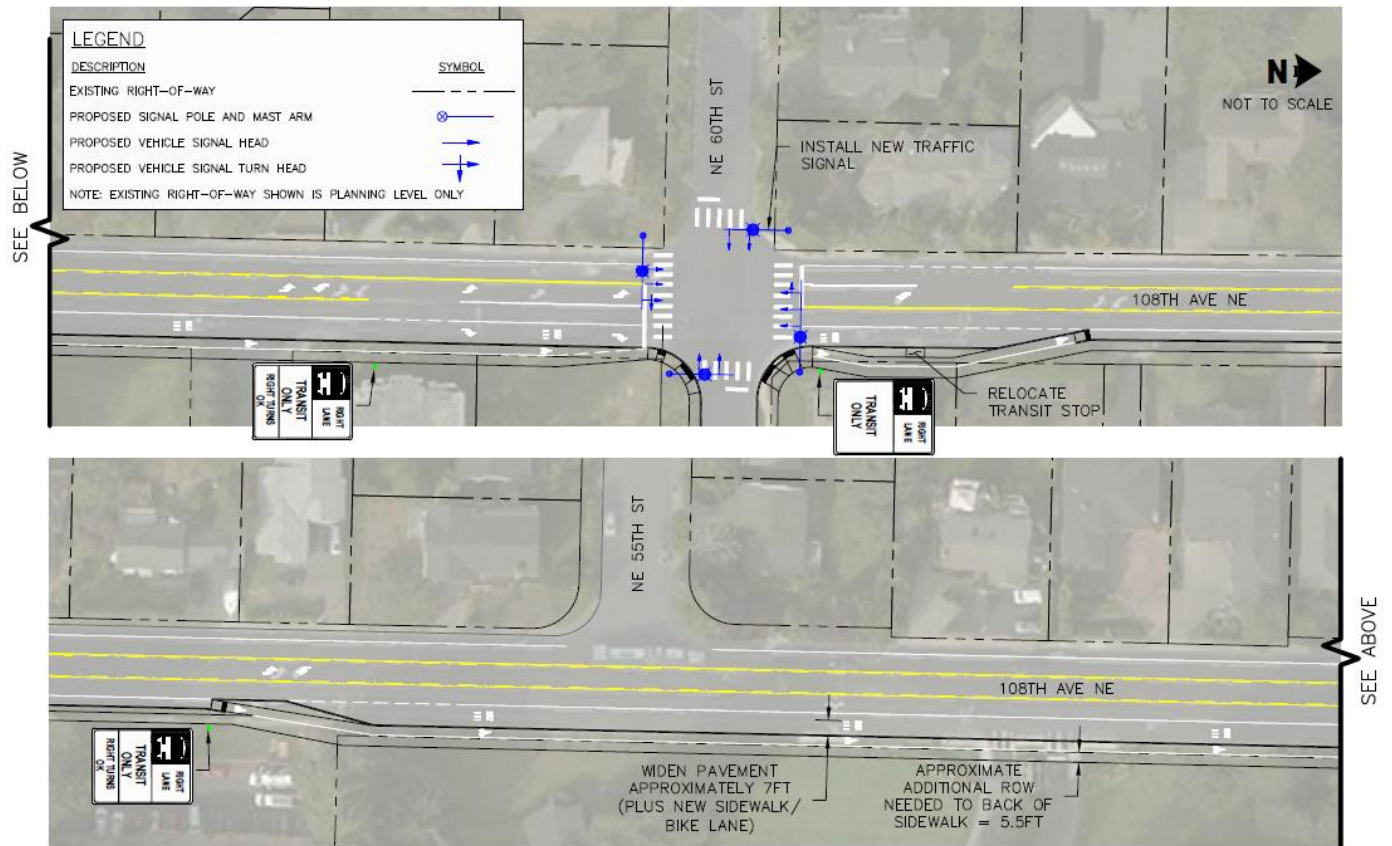 LEGEND
DESCRIPTION SYMBOL
EXISTING RIGHT-OF-WAY
PROPOSED SIGNAL POLE AND MAST ARM
PROPOSED VEHICLE SIGNAL HEAD
PROPOSED VEHICLE SIGNAL TURN HEAD
NOTE: EXISTING RIGHT-OF-WAY SHOWN IS PLANNING LEVEL ONLY
SEE BELOW
NE 60TH ST
INSTALL NEW TRAFFIC
SIGNAL
N
NOT TO SCALE
108TH AVE NE
RELOCATE
TRANSIT STOP
RIGHT
LANE
TRANSIT
ONLY
RIGHT TURNS
OK
RIGHT
LANE
TRANSIT
ONLY
NE 55TH ST
SEE ABOVE
108TH AVE NE
RIGHT
LANE
TRANSIT
ONLY
RIGHT TURNS
OK
WIDEN PAVEMENT
APPROXIMATELY 7FT
(PLUS NEW SIDEWALK/
BIKE LANE)
APPROXIMATE
ADDITIONAL ROW
NEEDED TO BACK OF
SIDEWALK = 5.5FT